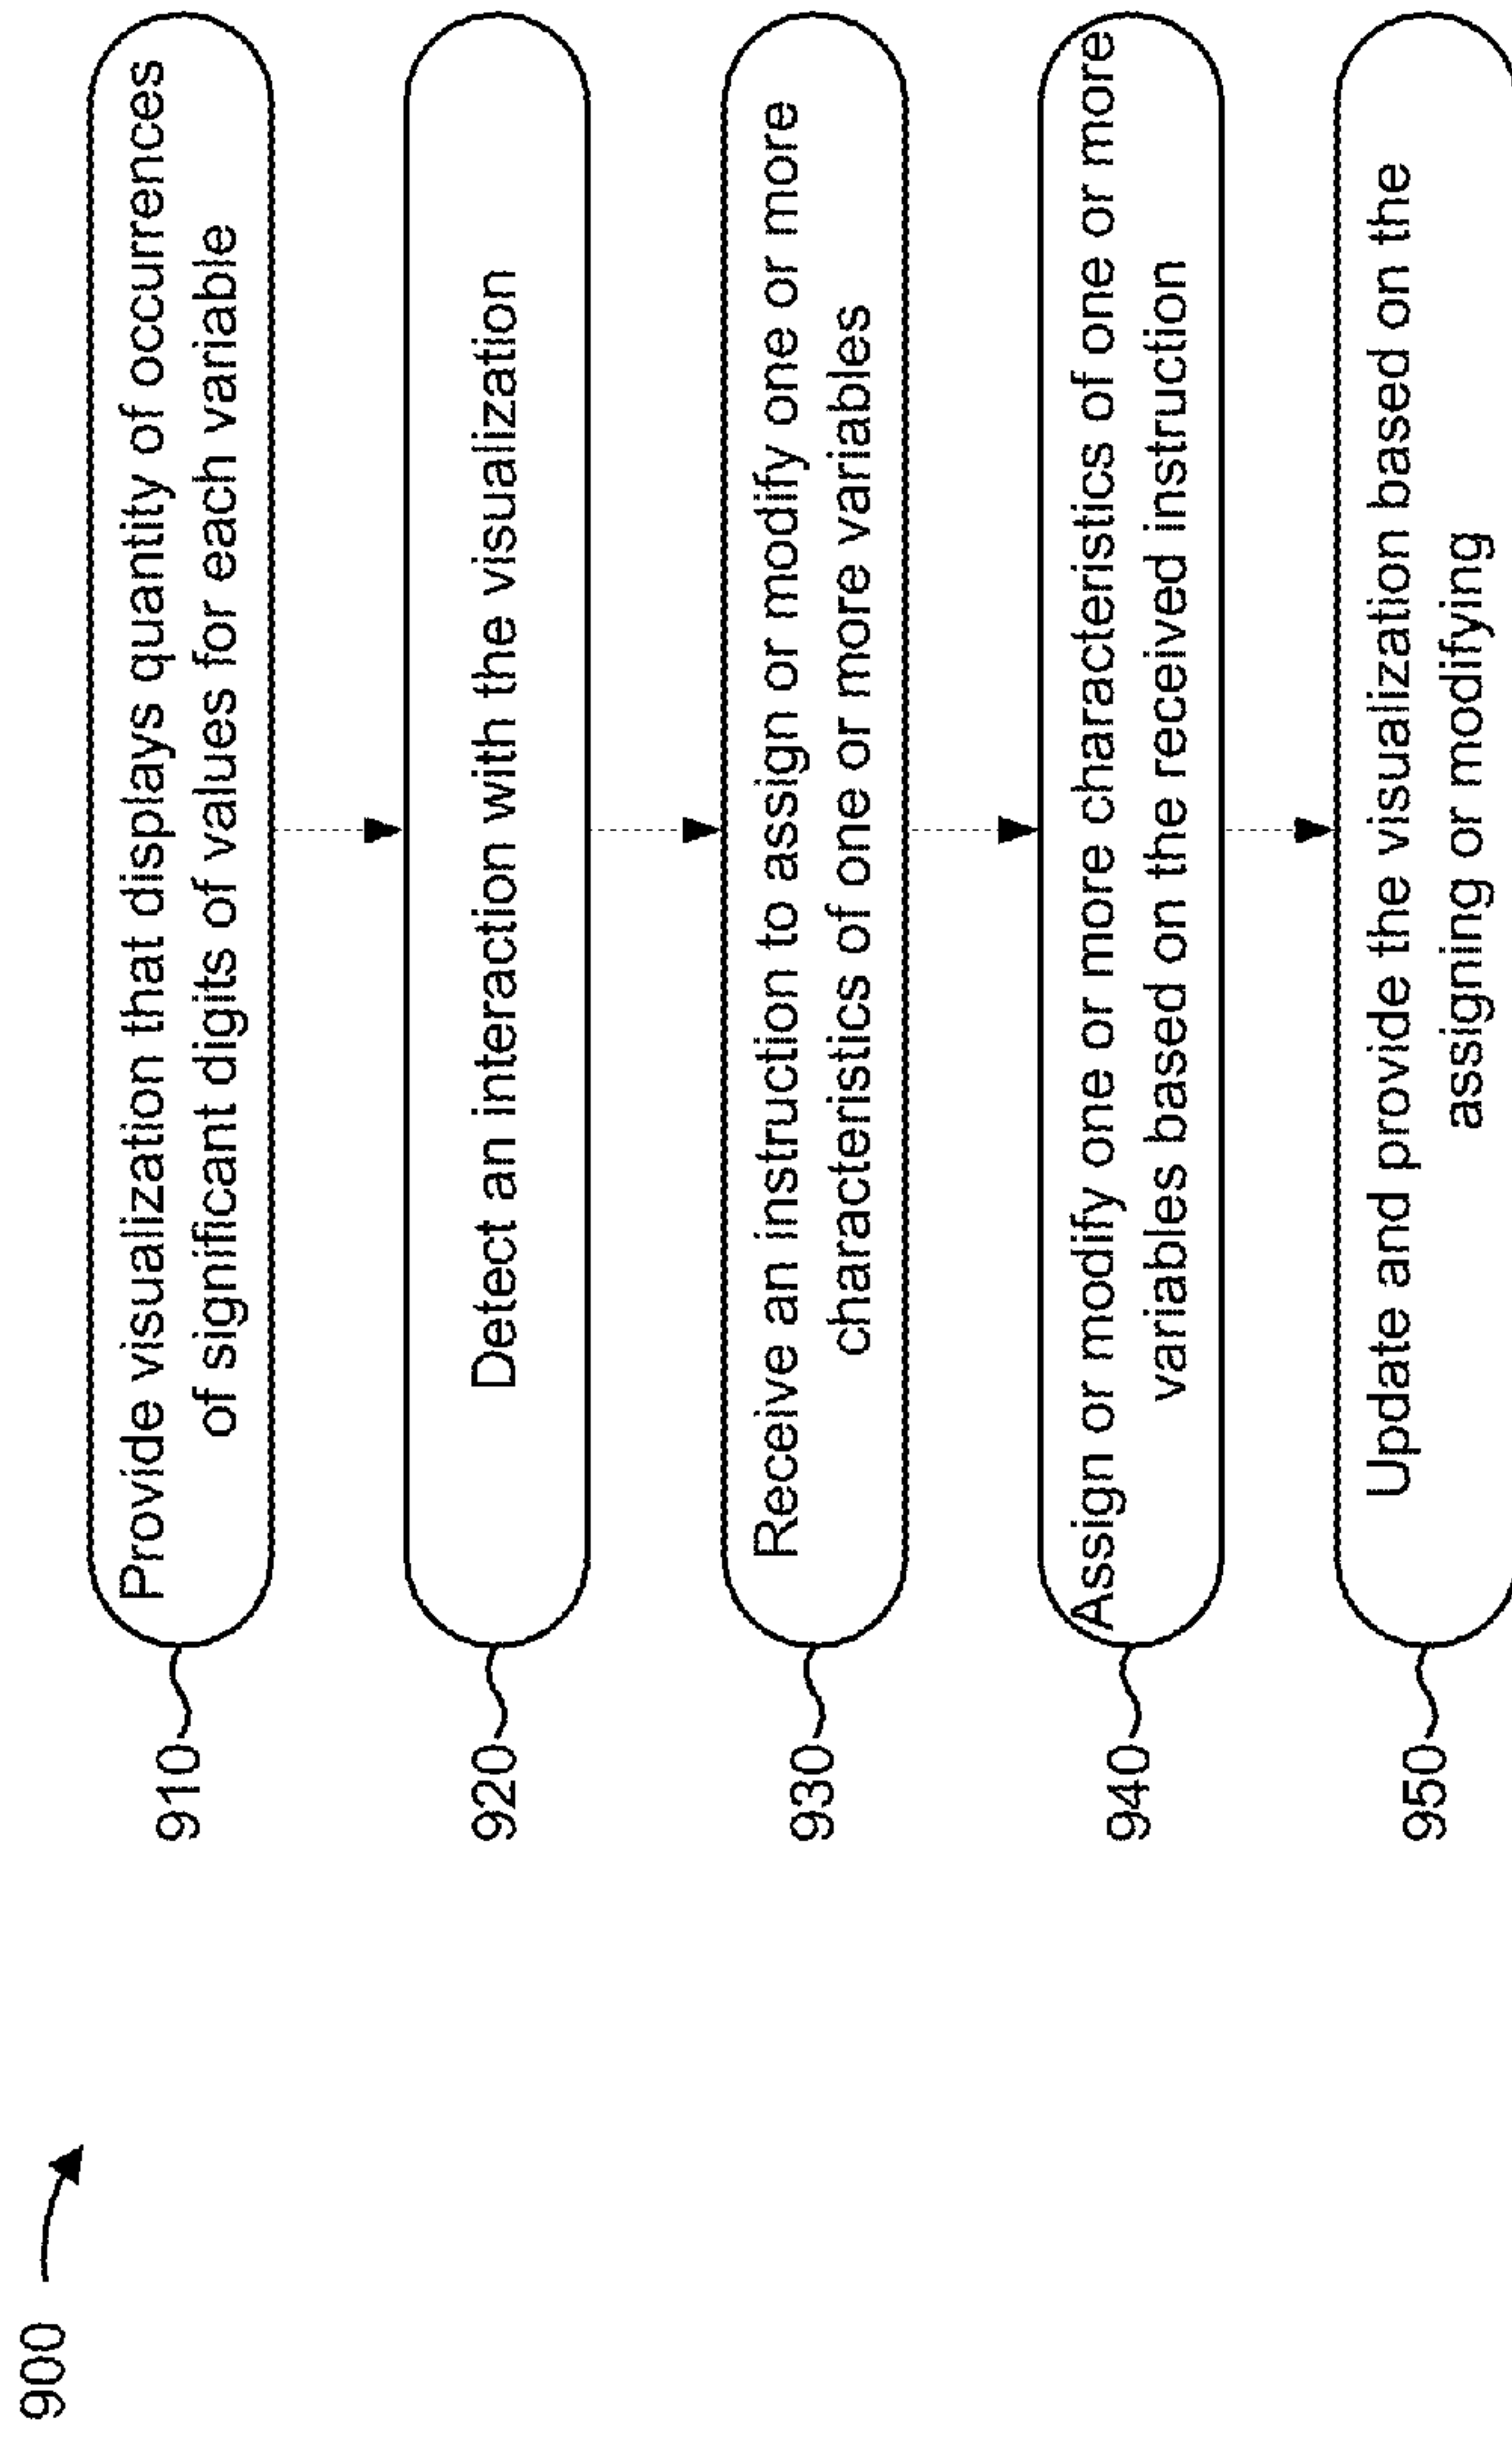 900
910
Provide visualization that displays quantity of occurrences
of significant digits of values for each variable
920
Detect an interaction with the visualization
930
Receive an instruction to assign or modify one or more
characteristics of one or more variables
940
Assign or modify one or more characteristics of one or more
variables based on the received instruction
950
Update and provide the visualization based on the
assigning or modifying